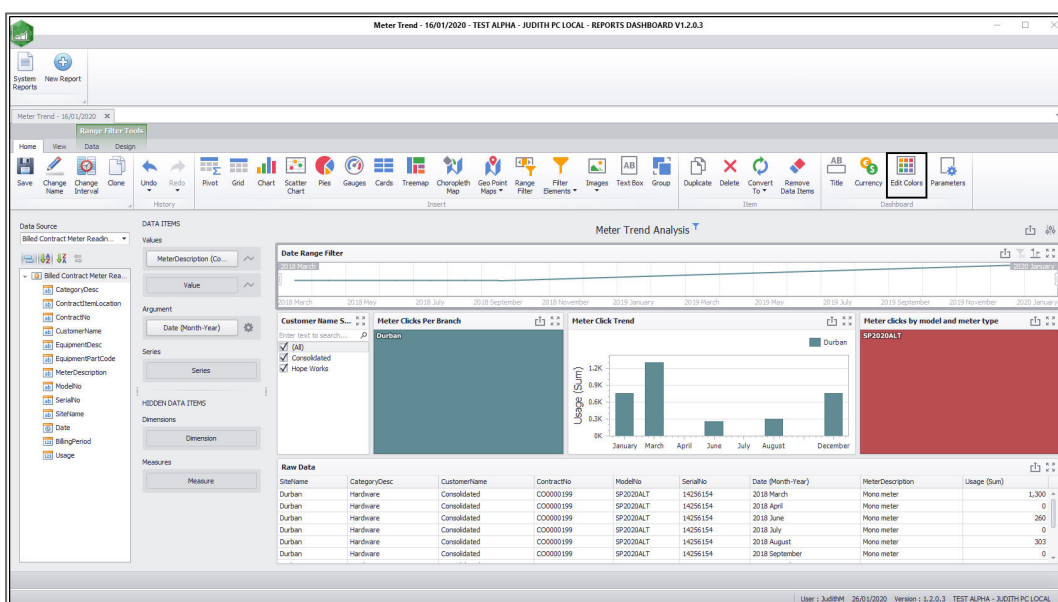 Meter Trend - 16/01/2020 - TEST ALPHA - JUDITH PC LOCAL - REPORTS DASHBOARD V1.2.0.3
System Reports
New Report
Meter Trend - 16/01/2020
Range Filter Tools
Home View Data Design
Save Change Name Change Interval Clone Undo Redo Pivot Grid Chart Scatter Chart Pies Gauges Cards Treemap Choropleth Map Geo Point Maps Range Filter Filter Elements Images Text Box Group Duplicate Delete Convert To Remove Data Items Title Currency Edit Colors Parameters
History Insert Item Dashboard
Data Source
Billed Contract Meter Readin...
Billed Contract Meter Rea...
CategoryDesc
ContractItemLocation
ContractNo
CustomerName
EquipmentDesc
EquipmentPartCode
MeterDescription
ModelNo
SerialNo
SiteName
Date
BillingPeriod
Usage
DATA ITEMS
Values
MeterDescription (Co...
Value
Argument
Date (Month-Year)
Series
Series
HIDDEN DATA ITEMS
Dimensions
Dimension
Measures
Measure
Meter Trend Analysis
Date Range Filter
2018 March 2020 January
2018 March 2018 May 2018 July 2018 September 2018 November 2019 January 2019 March 2019 May 2019 July 2019 September 2019 November 2020 January
Customer Name S...
Enter text to search...
(All)
Consolidated
Hope Works
Meter Clicks Per Branch
Durban
Meter Click Trend
Durban
Usage (Sum)
1.2K
0.9K
0.6K
0.3K
0K
January March April June July August December
Meter clicks by model and meter type
SP2020ALT
Raw Data
SiteName CategoryDesc CustomerName ContractNo ModelNo SerialNo Date (Month-Year) MeterDescription Usage (Sum)
Durban Hardware Consolidated CO0000199 SP2020ALT 14256154 2018 March Mono meter 1,300
Durban Hardware Consolidated CO0000199 SP2020ALT 14256154 2018 April Mono meter 0
Durban Hardware Consolidated CO0000199 SP2020ALT 14256154 2018 June Mono meter 260
Durban Hardware Consolidated CO0000199 SP2020ALT 14256154 2018 July Mono meter 0
Durban Hardware Consolidated CO0000199 SP2020ALT 14256154 2018 August Mono meter 303
Durban Hardware Consolidated CO0000199 SP2020ALT 14256154 2018 September Mono meter 0
User : JudithM 26/01/2020 Version : 1.2.0.3 TEST ALPHA - JUDITH PC LOCAL